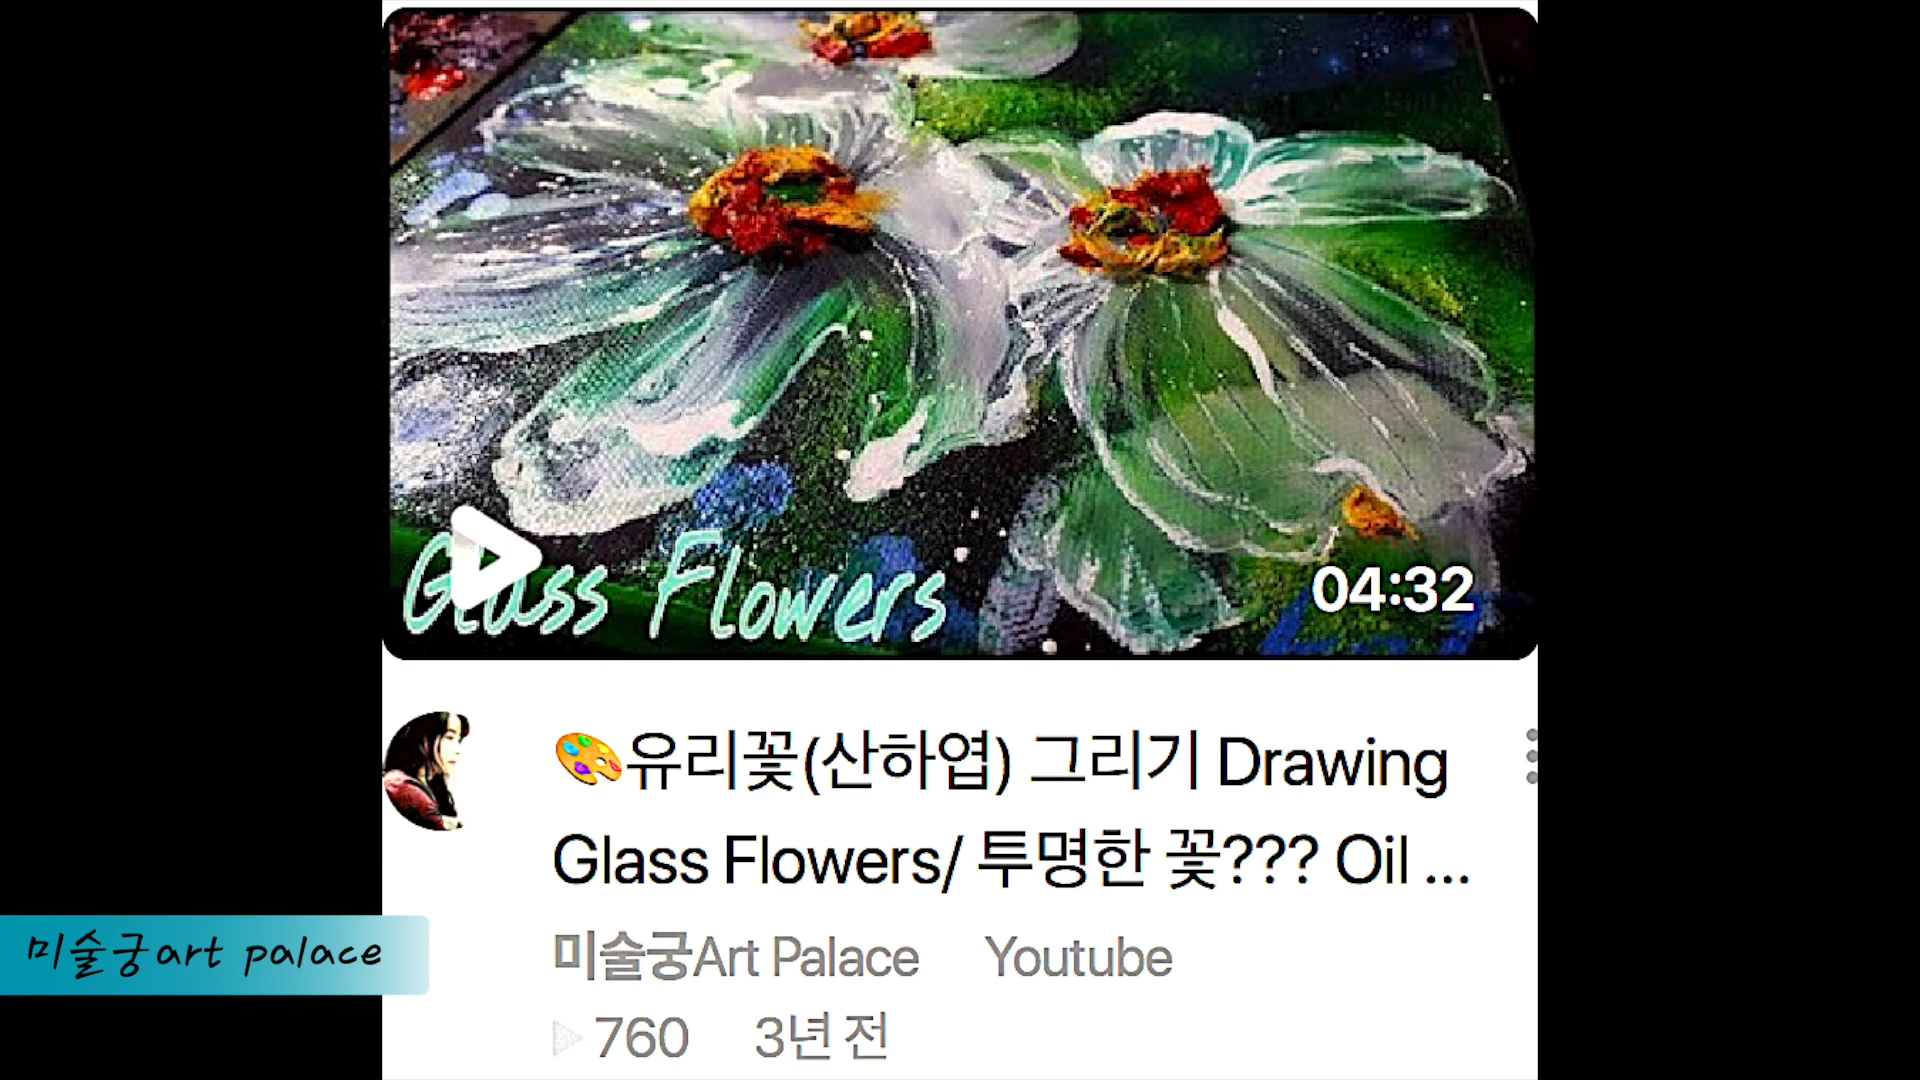 Glass Flowers
04:32
🎨유리꽃(산하엽) 그리기 Drawing
Glass Flowers/ 투명한 꽃??? Oil ...
미술궁Art Palace Youtube
760 3년 전
미술궁art palace